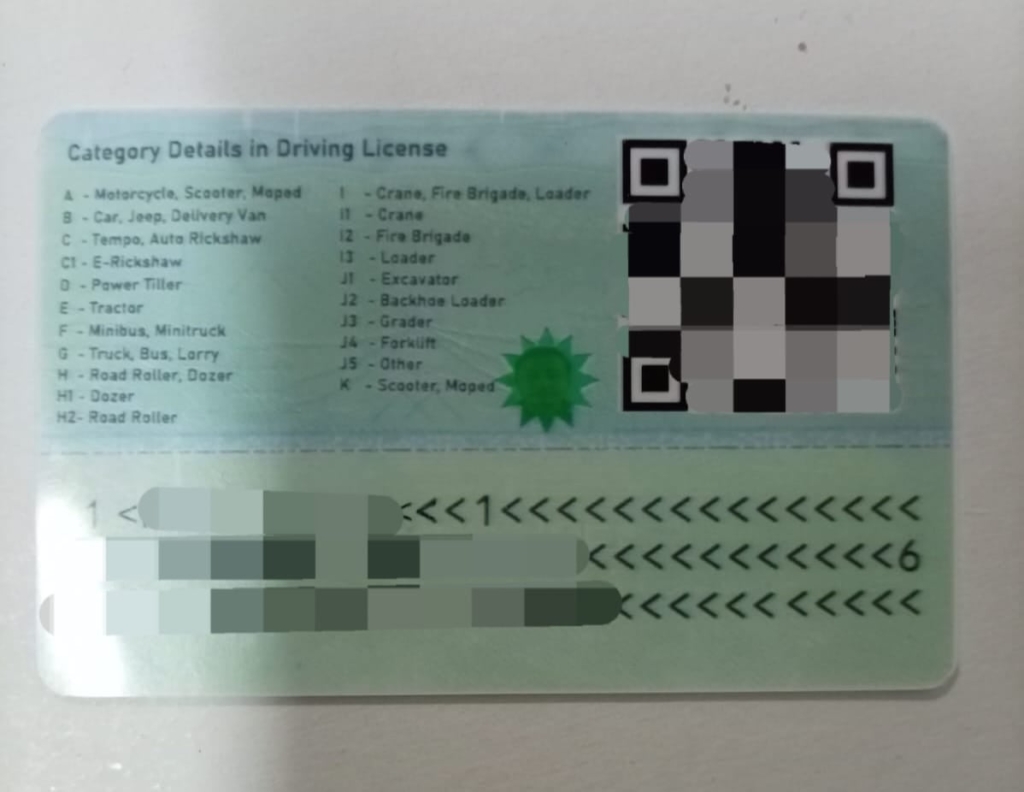 Category Details in Driving License
A - Motorcycle, Scooter, Moped
B - Car, Jeep, Delivery Van
C - Tempo, Auto Rickshaw
C1 - E-Rickshaw
D - Power Tiller
E - Tractor
F - Minibus, Minitruck
G - Truck, Bus, Lorry
H - Road Roller, Dozer
H1 - Dozer
H2- Road Roller
I - Crane, Fire Brigade, Loader
I1 - Crane
I2 - Fire Brigade
I3 - Loader
J1 - Excavator
J2 - Backhoe Loader
J3 - Grader
J4 - Forklift
J5 - Other
K - Scooter, Moped
1 < <<<1<<<<<<<<<<<<<<<
<<<<<<<<<<<6
<<<<<<<<<<<